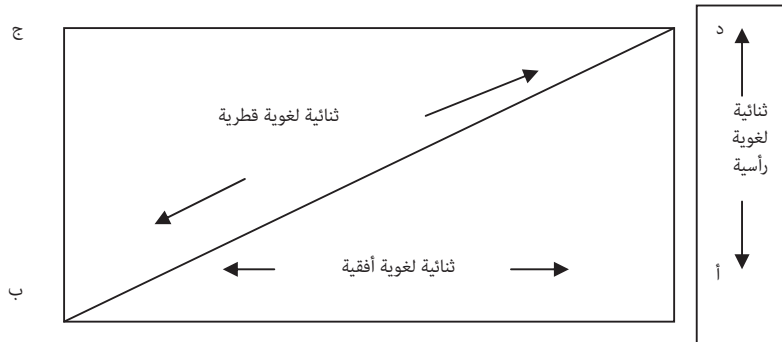 د
ج
ثنائية
لغوية
رأسية
ثنائية لغوية قطرية
ثنائية لغوية أفقية
أ
ب